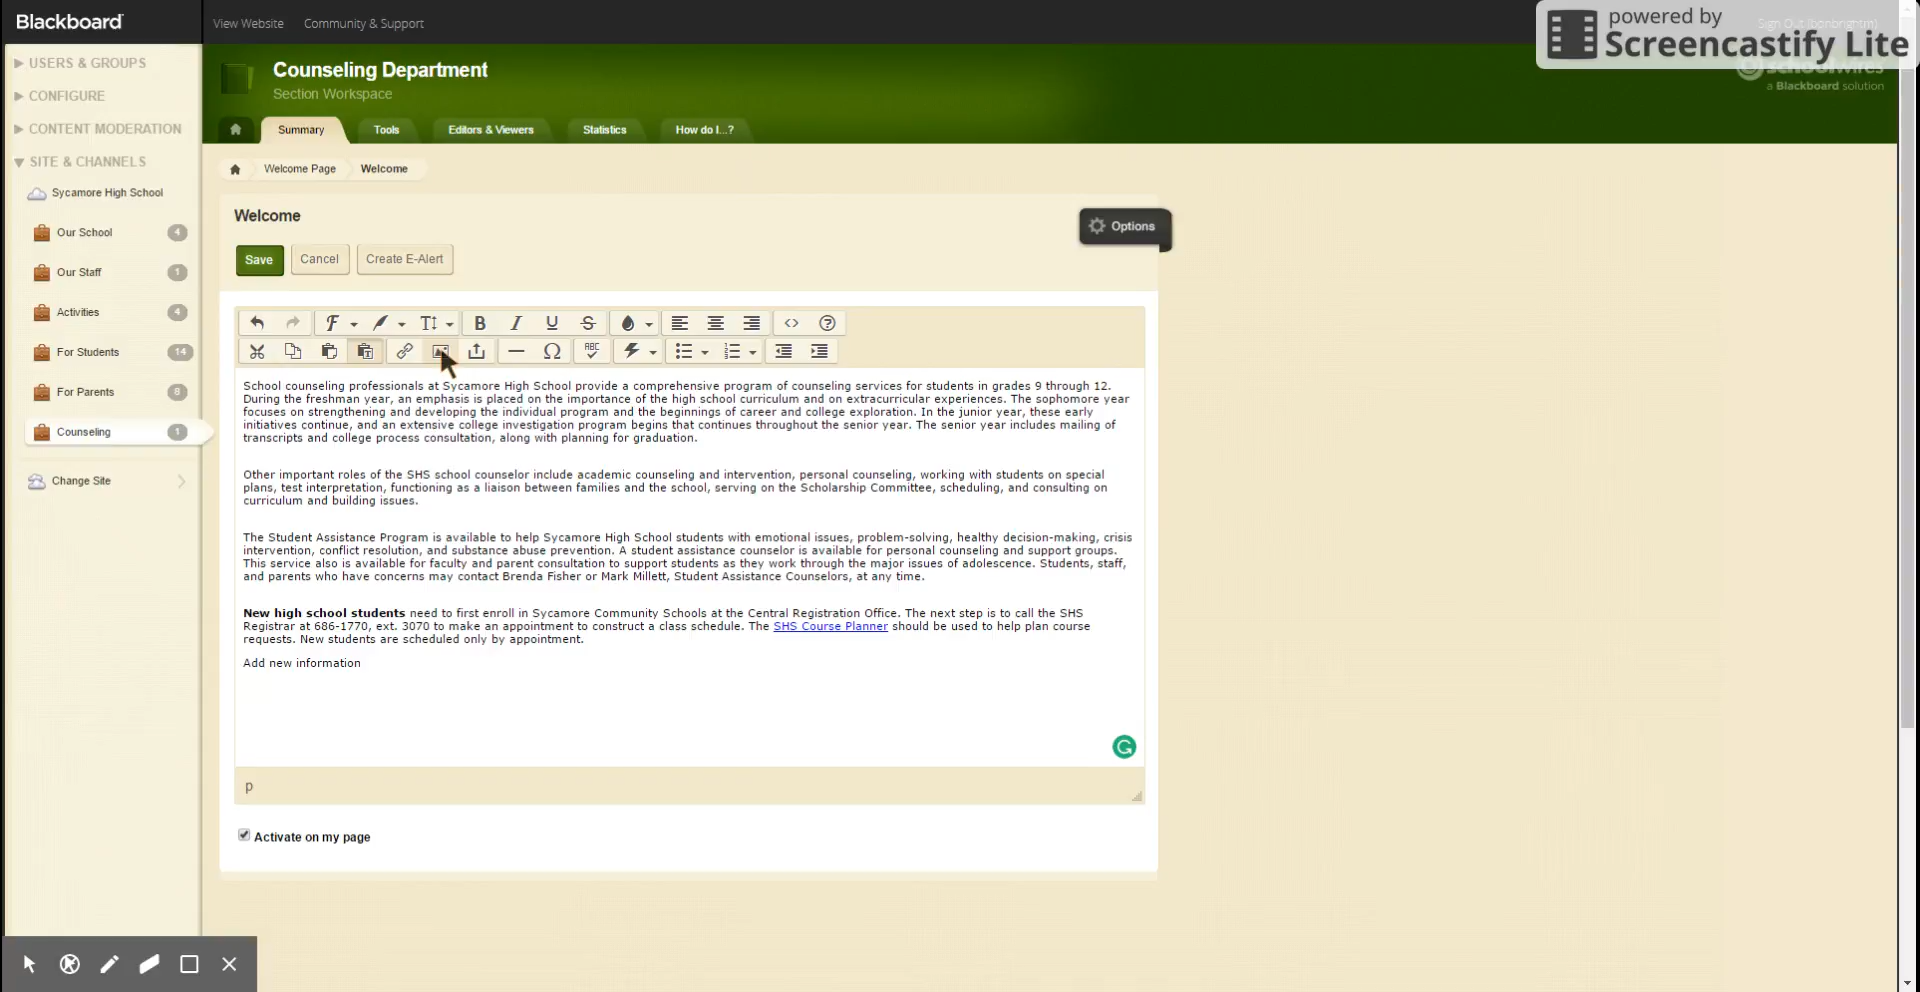 Blackboard
View Website Community & Support
powered by
Screencastify Lite
Sign Out
schoolwires
a Blackboard solution
USERS & GROUPS
CONFIGURE
CONTENT MODERATION
SITE & CHANNELS
Sycamore High School
Our School 4
Our Staff 1
Activities 4
For Students 14
For Parents 8
Counseling 1
Change Site
Counseling Department
Section Workspace
Summary Tools Editors & Viewers Statistics How do I...?
Welcome Page Welcome
Welcome
Options
Save Cancel Create E-Alert
School counseling professionals at Sycamore High School provide a comprehensive program of counseling services for students in grades 9 through 12.
During the freshman year, an emphasis is placed on the importance of the high school curriculum and on extracurricular experiences. The sophomore year
focuses on strengthening and developing the individual program and the beginnings of career and college exploration. In the junior year, these early
initiatives continue, and an extensive college investigation program begins that continues throughout the senior year. The senior year includes mailing of
transcripts and college process consultation, along with planning for graduation.
Other important roles of the SHS school counselor include academic counseling and intervention, personal counseling, working with students on special
plans, test interpretation, functioning as a liaison between families and the school, serving on the Scholarship Committee, scheduling, and consulting on
curriculum and building issues.
The Student Assistance Program is available to help Sycamore High School students with emotional issues, problem-solving, healthy decision-making, crisis
intervention, conflict resolution, and substance abuse prevention. A student assistance counselor is available for personal counseling and support groups.
This service also is available for faculty and parent consultation to support students as they work through the major issues of adolescence. Students, staff,
and parents who have concerns may contact Brenda Fisher or Mark Millett, Student Assistance Counselors, at any time.
New high school students need to first enroll in Sycamore Community Schools at the Central Registration Office. The next step is to call the SHS
Registrar at 686-1770, ext. 3070 to make an appointment to construct a class schedule. The SHS Course Planner should be used to help plan course
requests. New students are scheduled only by appointment.
Add new information
p
Activate on my page